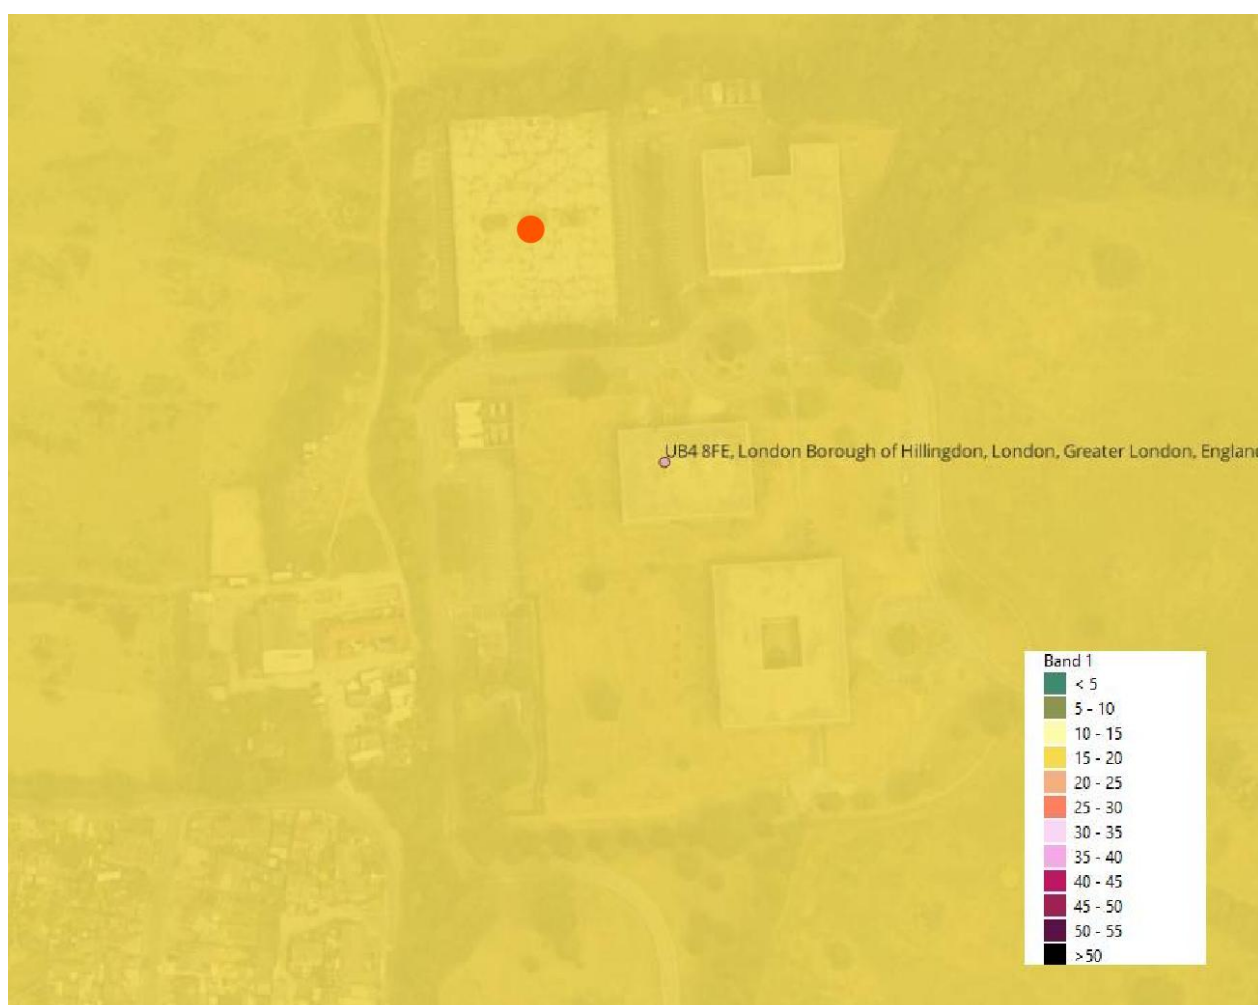 UB4 8FE, London Borough of Hillingdon, London, Greater London, England
Band 1
< 5
5 - 10
10 - 15
15 - 20
20 - 25
25 - 30
30 - 35
35 - 40
40 - 45
45 - 50
50 - 55
>50